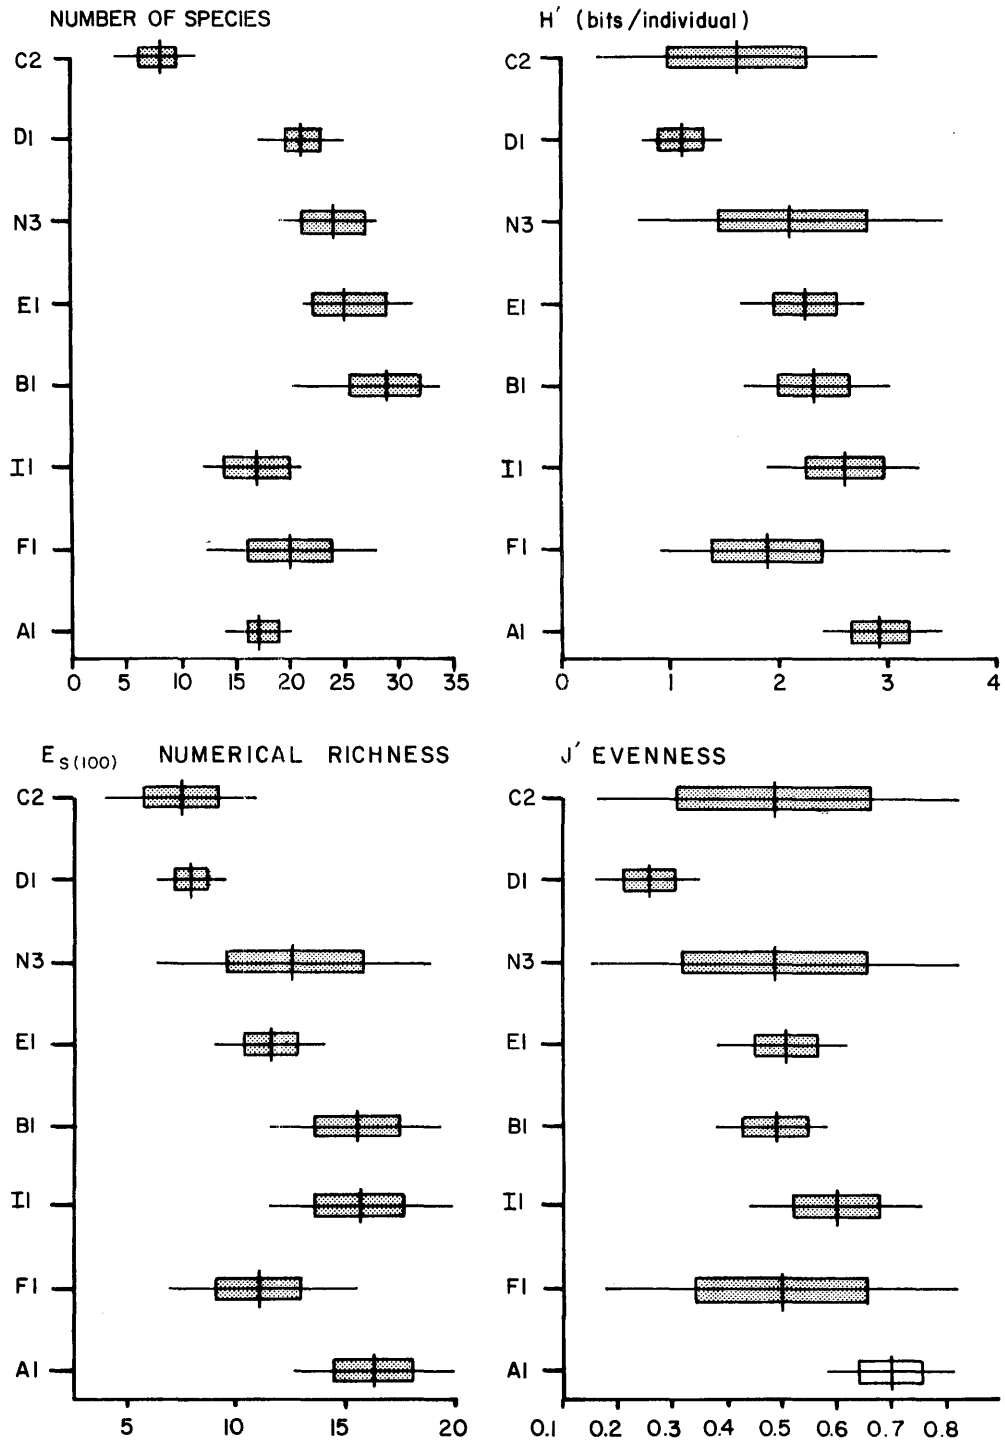 NUMBER OF SPECIES
C2
D1
N3
E1
B1
I1
F1
A1
0 5 10 15 20 25 30 35
H′ (bits/individual)
C2
D1
N3
E1
B1
I1
F1
A1
0 1 2 3 4
E S(100) NUMERICAL RICHNESS
C2
D1
N3
E1
B1
I1
F1
A1
5 10 15 20
J′ EVENNESS
C2
D1
N3
E1
B1
I1
F1
A1
0.1 0.2 0.3 0.4 0.5 0.6 0.7 0.8